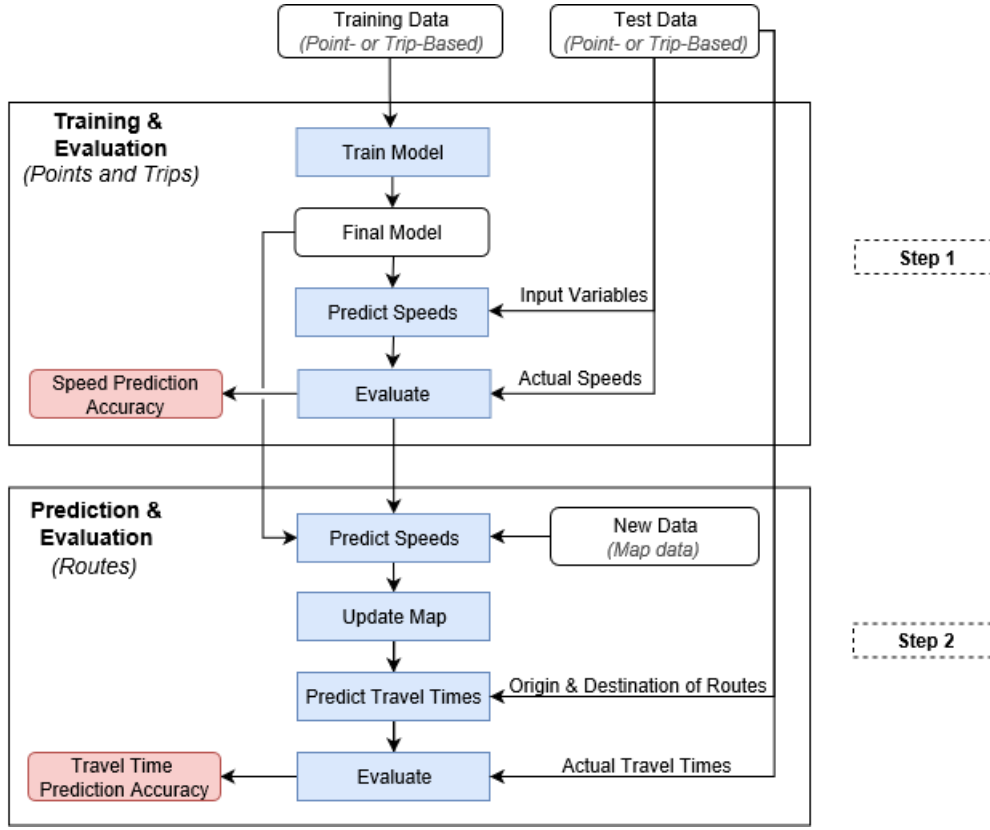 Training Data
(Point- or Trip-Based)
Test Data
(Point- or Trip-Based)
Training &
Evaluation
(Points and Trips)
Train Model
Final Model
Step 1
Input Variables
Predict Speeds
Actual Speeds
Speed Prediction
Accuracy
Evaluate
Prediction &
Evaluation
(Routes)
Predict Speeds
New Data
(Map data)
Update Map
Step 2
Predict Travel Times
Origin & Destination of Routes
Travel Time
Prediction Accuracy
Evaluate
Actual Travel Times